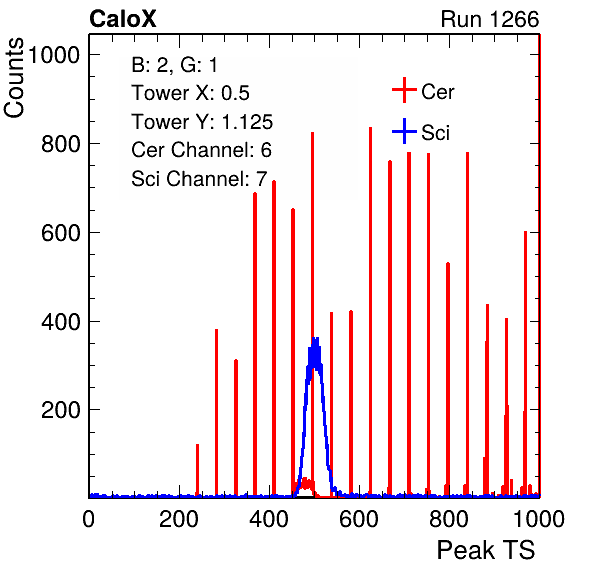 CaloX
Run 1266
Counts
B: 2, G: 1
Tower X: 0.5
Tower Y: 1.125
Cer Channel: 6
Sci Channel: 7
Cer
Sci
1000
800
600
400
200
0 200 400 600 800 1000
Peak TS